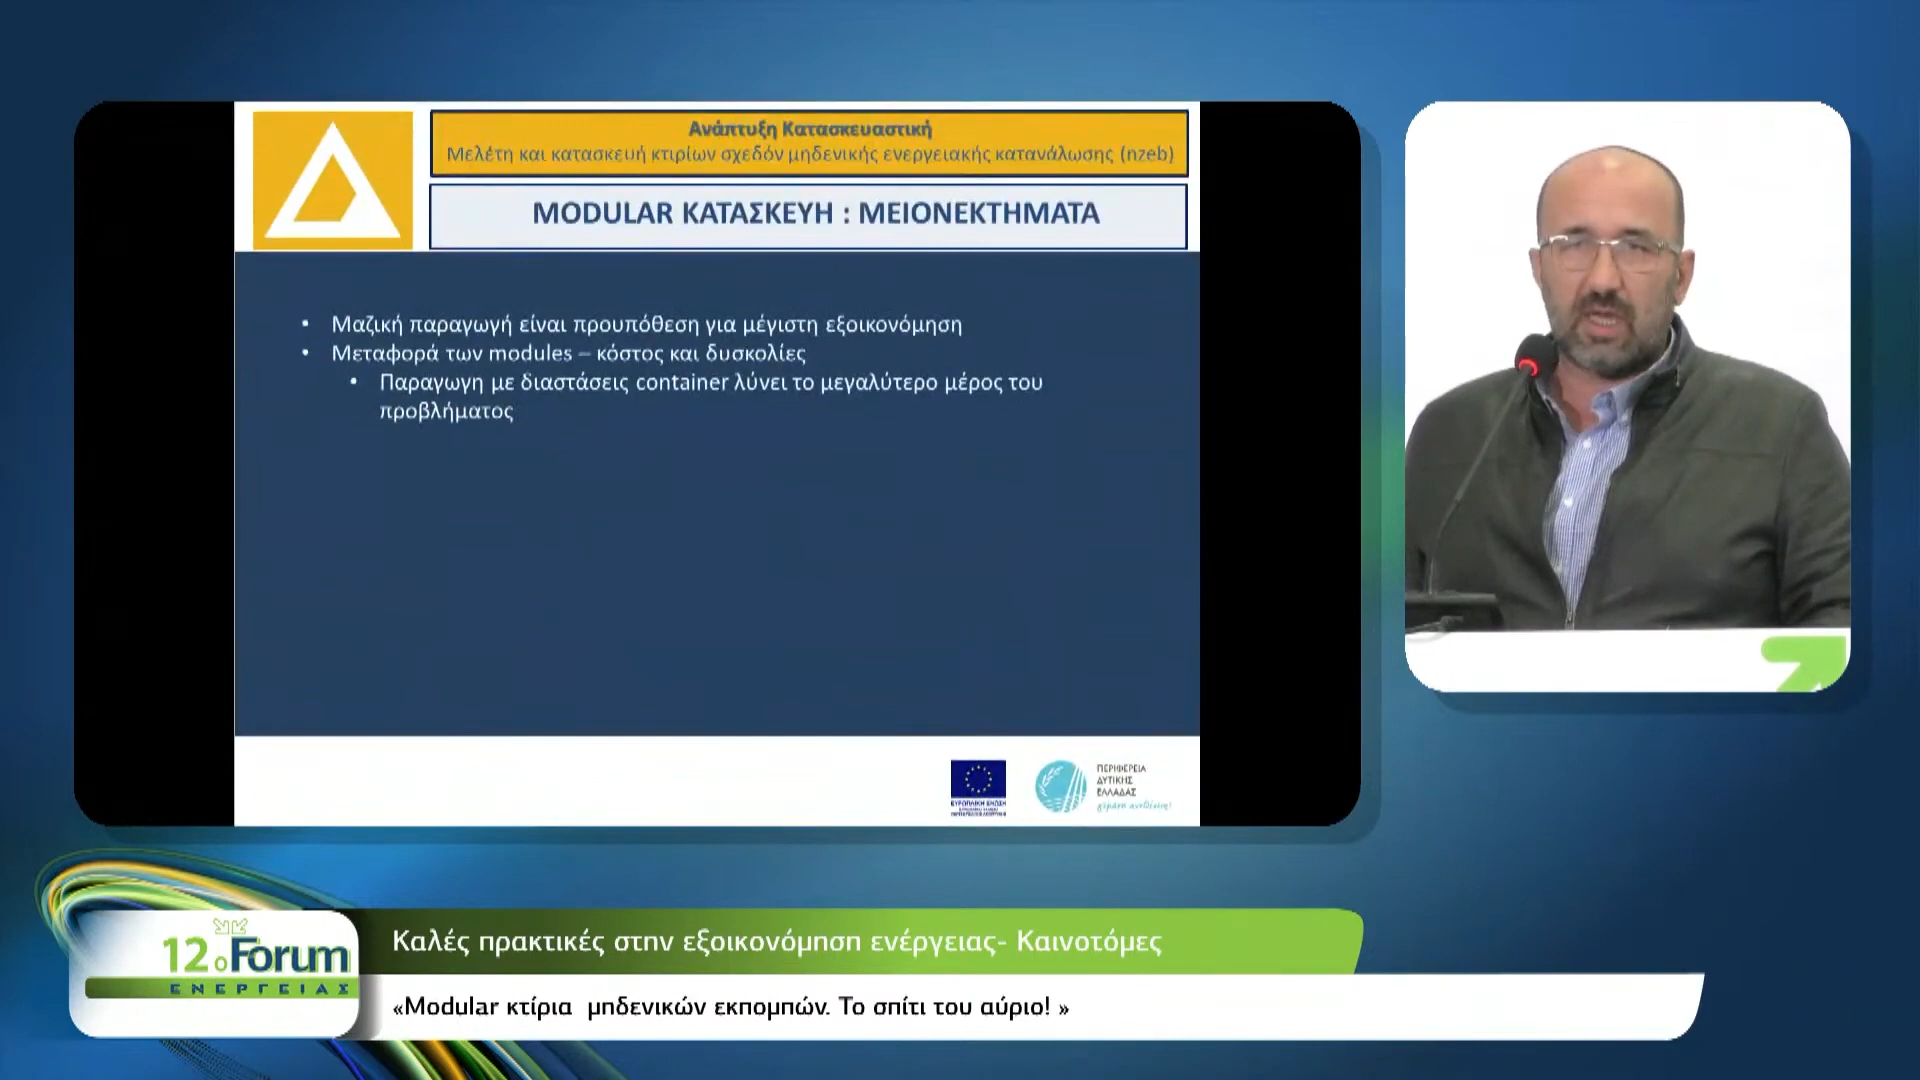 Ανάπτυξη Κατασκευαστική
Μελέτη και κατασκευή κτιρίων σχεδόν μηδενικής ενεργειακής κατανάλωσης (nzeb)
MODULAR ΚΑΤΑΣΚΕΥΗ : ΜΕΙΟΝΕΚΤΗΜΑΤΑ
• Μαζική παραγωγή είναι προυπόθεση για μέγιστη εξοικονόμηση
• Μεταφορά των modules – κόστος και δυσκολίες
• Παραγωγη με διαστάσεις container λύνει το μεγαλύτερο μέρος του
προβλήματος
ΕΥΡΩΠΑΪΚΗ ΕΝΩΣΗ
ΠΕΡΙΦΕΡΕΙΑ
ΔΥΤΙΚΗΣ
ΕΛΛΑΔΑΣ
12ο Forum
ΕΝΕΡΓΕΙΑΣ
Καλές πρακτικές στην εξοικονόμηση ενέργειας- Καινοτόμες
«Modular κτίρια μηδενικών εκπομπών. Το σπίτι του αύριο! »